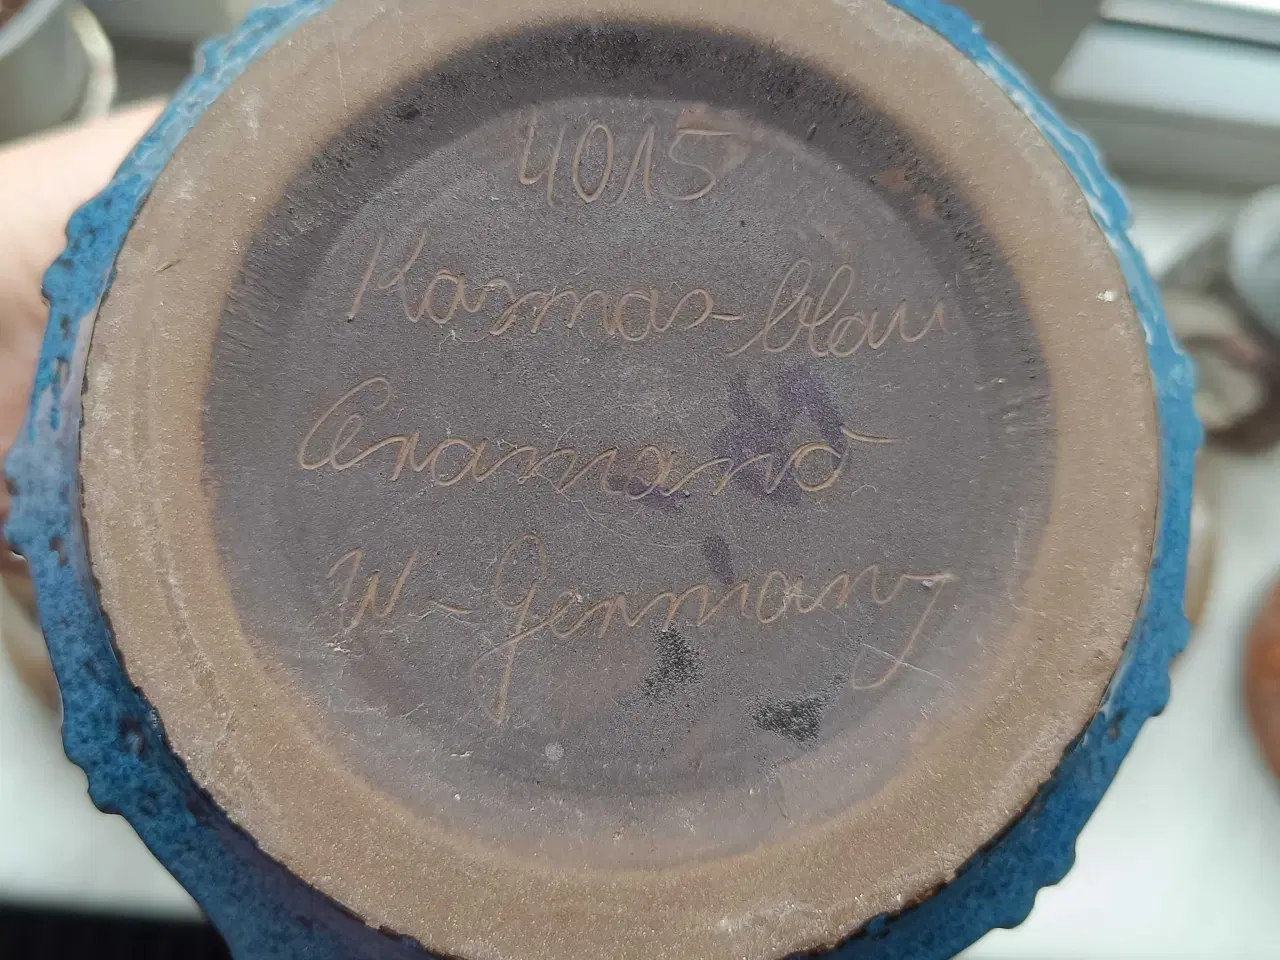 4015
Kosmos-blau
Ceramano
W-Germany